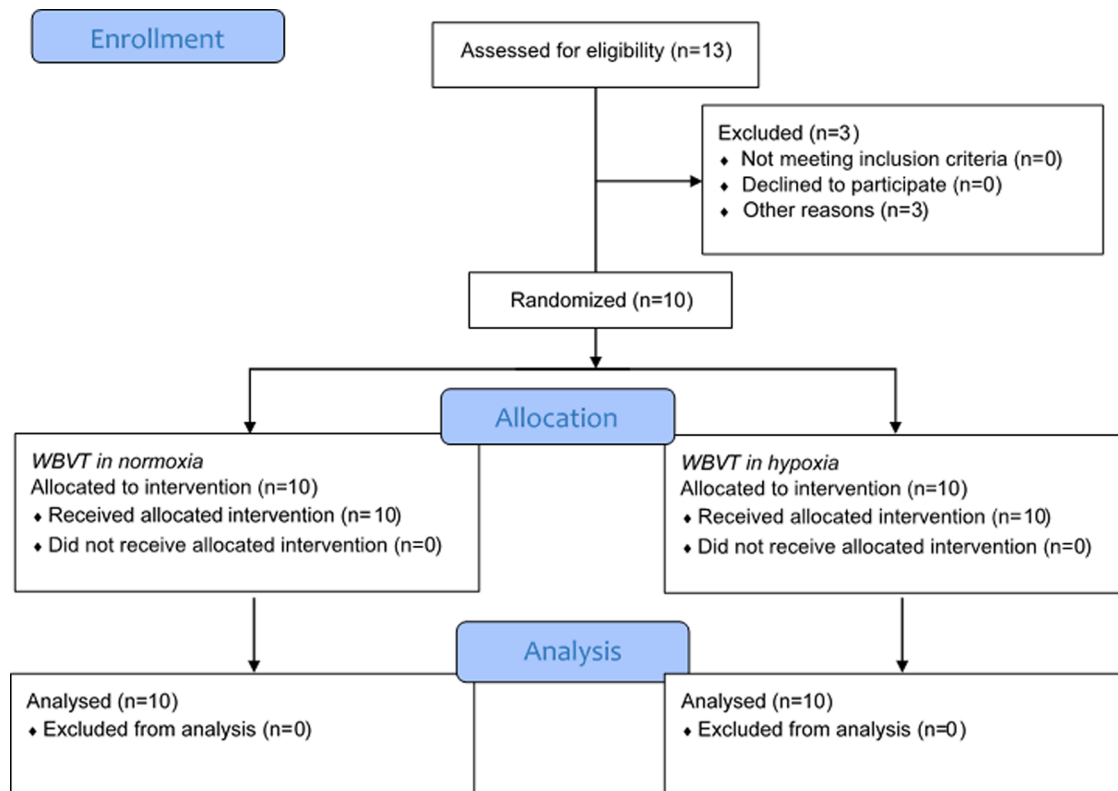 Enrollment
Assessed for eligibility (n=13)
Excluded (n=3)
♦ Not meeting inclusion criteria (n=0)
♦ Declined to participate (n=0)
♦ Other reasons (n=3)
Randomized (n=10)
Allocation
WBVT in normoxia
Allocated to intervention (n=10)
♦ Received allocated intervention (n=10)
♦ Did not receive allocated intervention (n=0)
WBVT in hypoxia
Allocated to intervention (n=10)
♦ Received allocated intervention (n=10)
♦ Did not receive allocated intervention (n=0)
Analysis
Analysed (n=10)
♦ Excluded from analysis (n=0)
Analysed (n=10)
♦ Excluded from analysis (n=0)